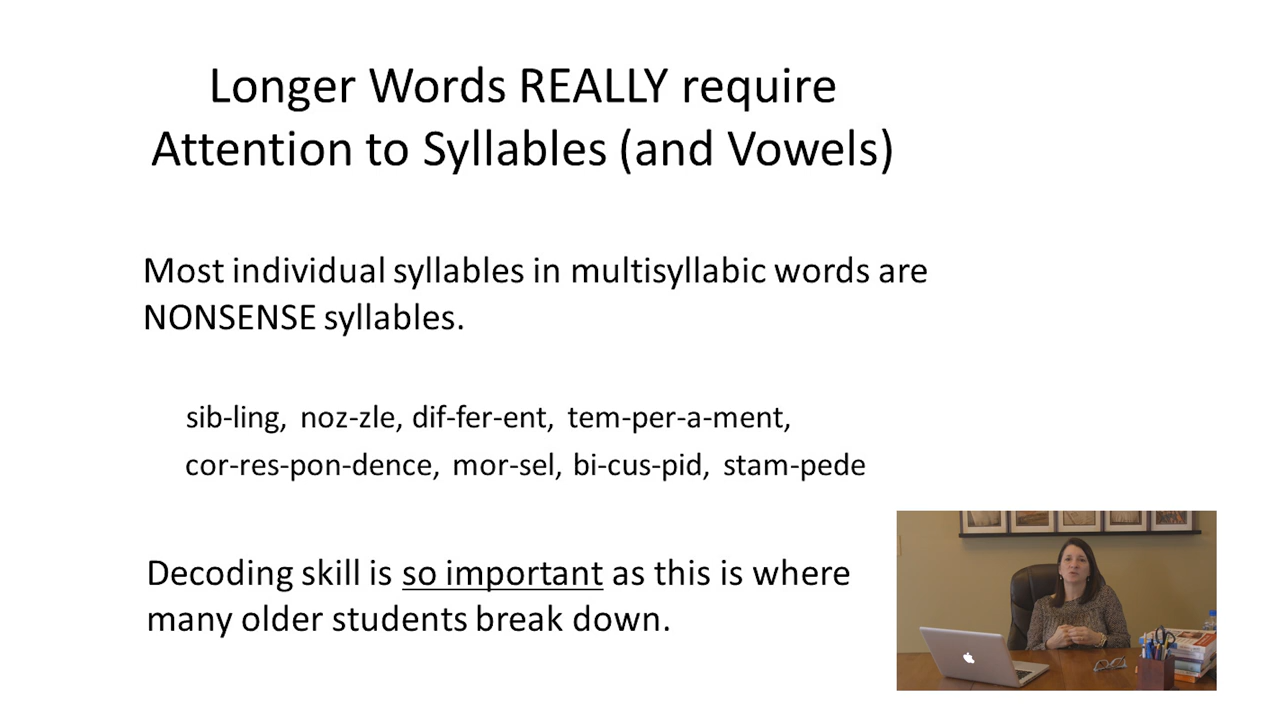 Longer Words REALLY require
Attention to Syllables (and Vowels)
Most individual syllables in multisyllabic words are
NONSENSE syllables.
sib-ling, noz-zle, dif-fer-ent, tem-per-a-ment,
cor-res-pon-dence, mor-sel, bi-cus-pid, stam-pede
Decoding skill is so important as this is where
many older students break down.